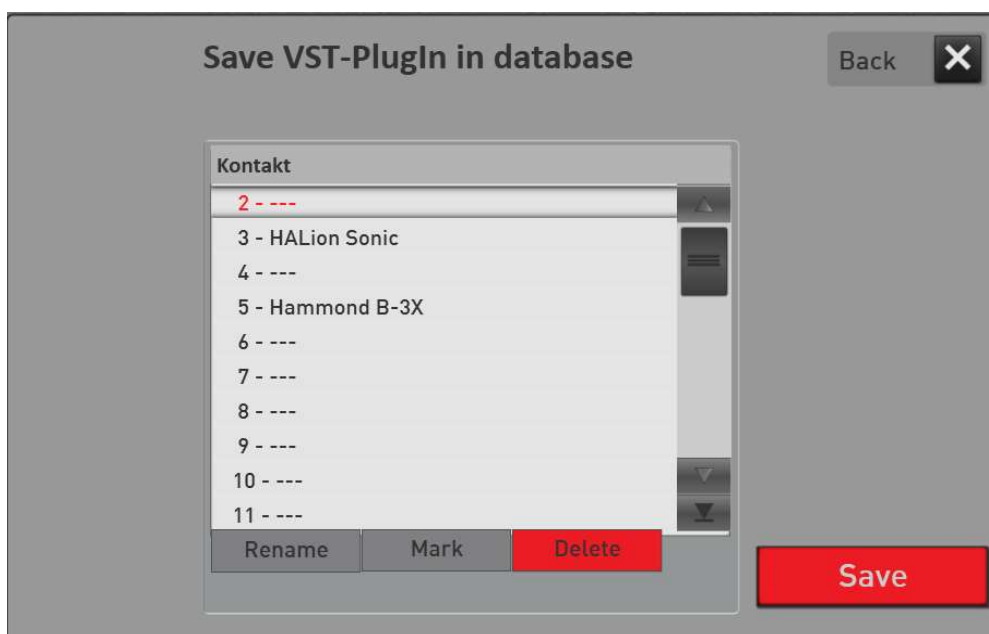 Save VST-PlugIn in database
Back
Kontakt
2 - ---
3 - HALion Sonic
4 - ---
5 - Hammond B-3X
6 - ---
7 - ---
8 - ---
9 - ---
10 - ---
11 - ---
Rename Mark Delete
Save